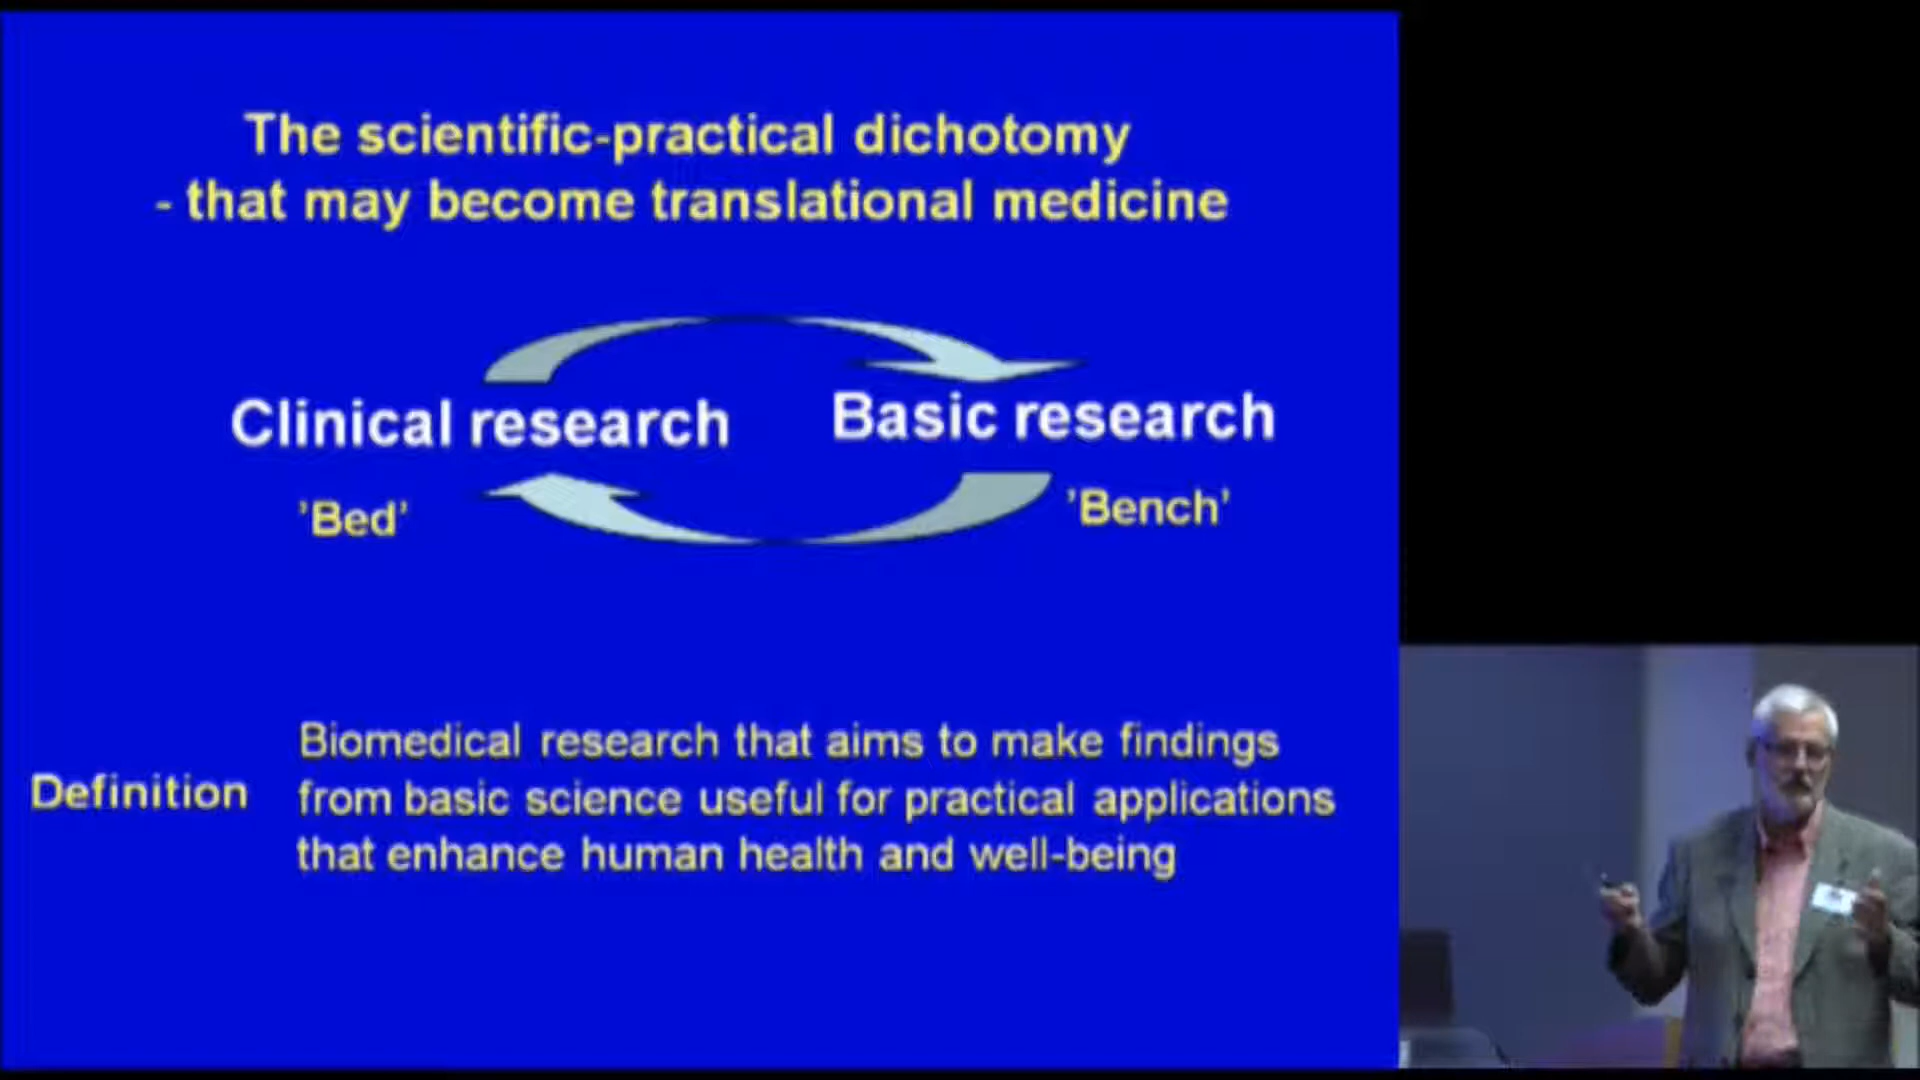 The scientific-practical dichotomy
- that may become translational medicine
Clinical research
Basic research
'Bed'
'Bench'
Definition
Biomedical research that aims to make findings
from basic science useful for practical applications
that enhance human health and well-being